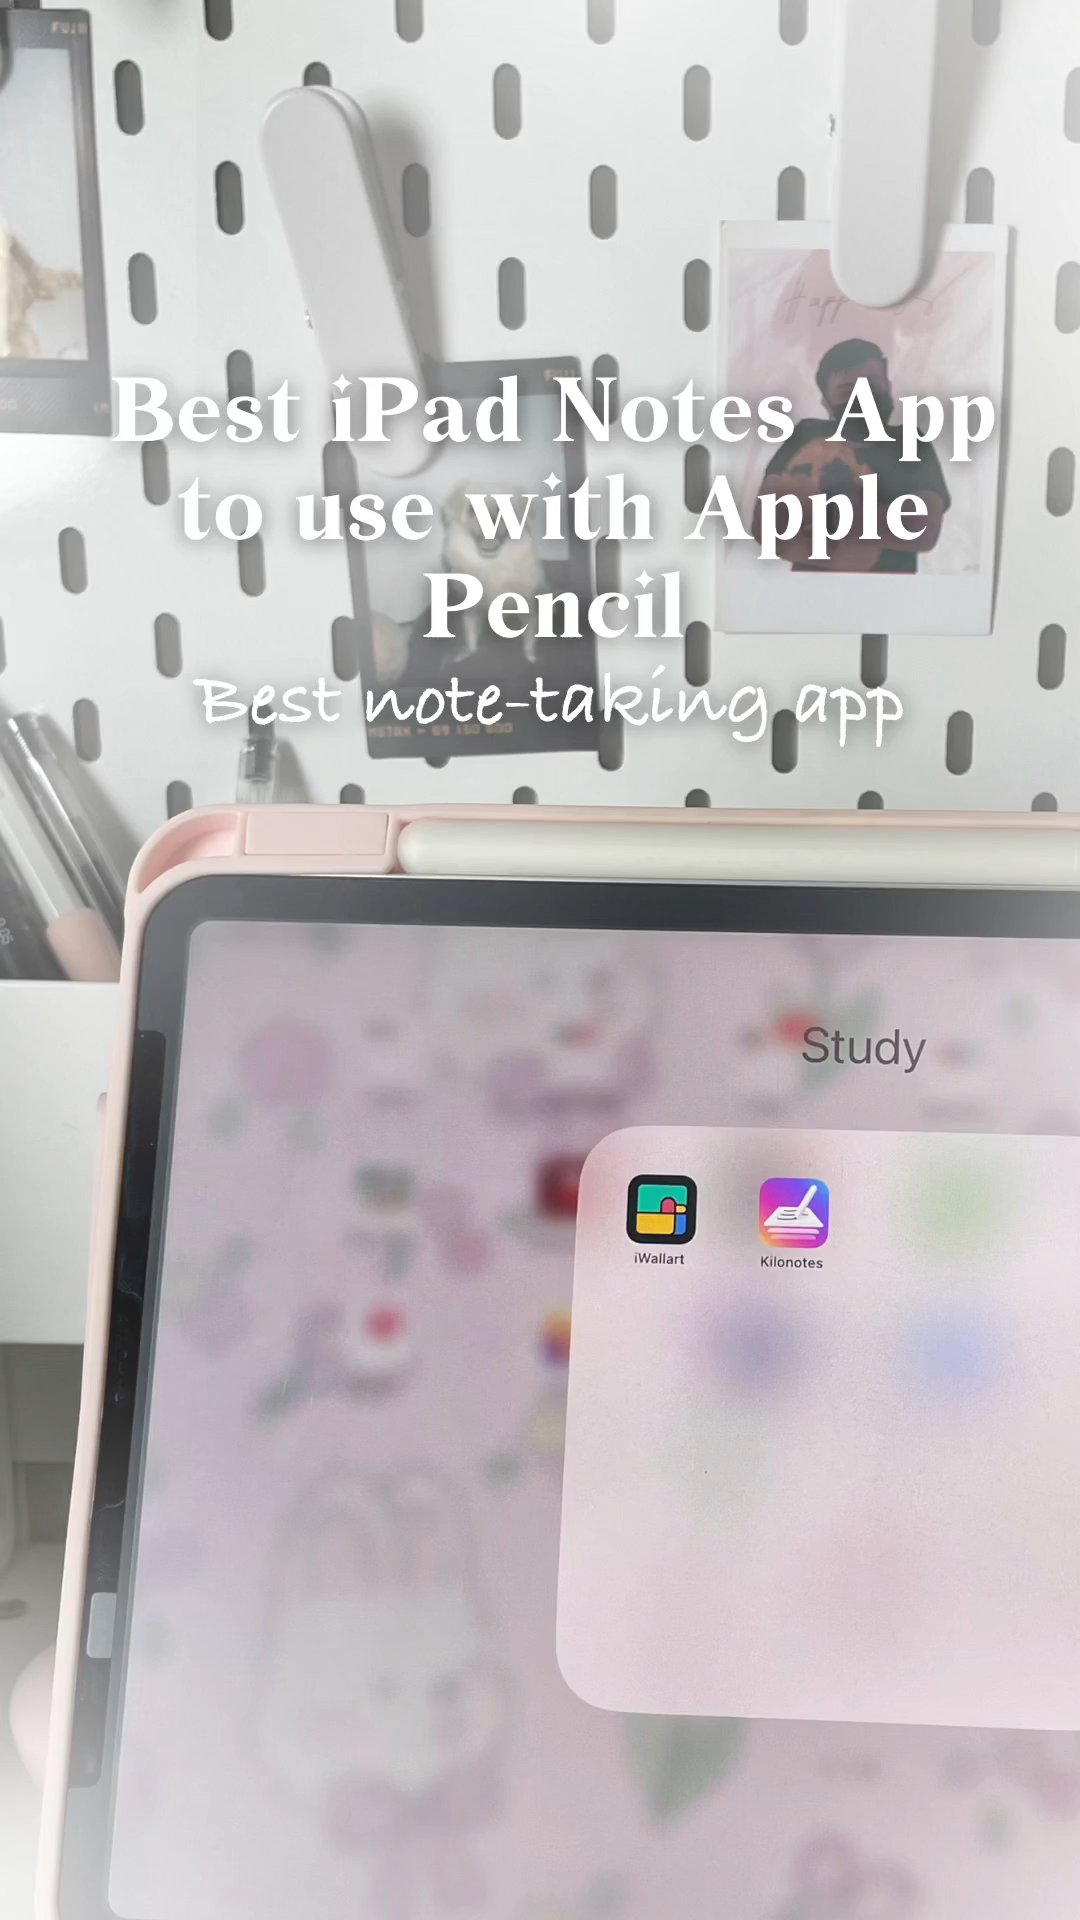 Best iPad Notes App
to use with Apple
Pencil
Best note-taking app
Study
iWallart
Kilonotes